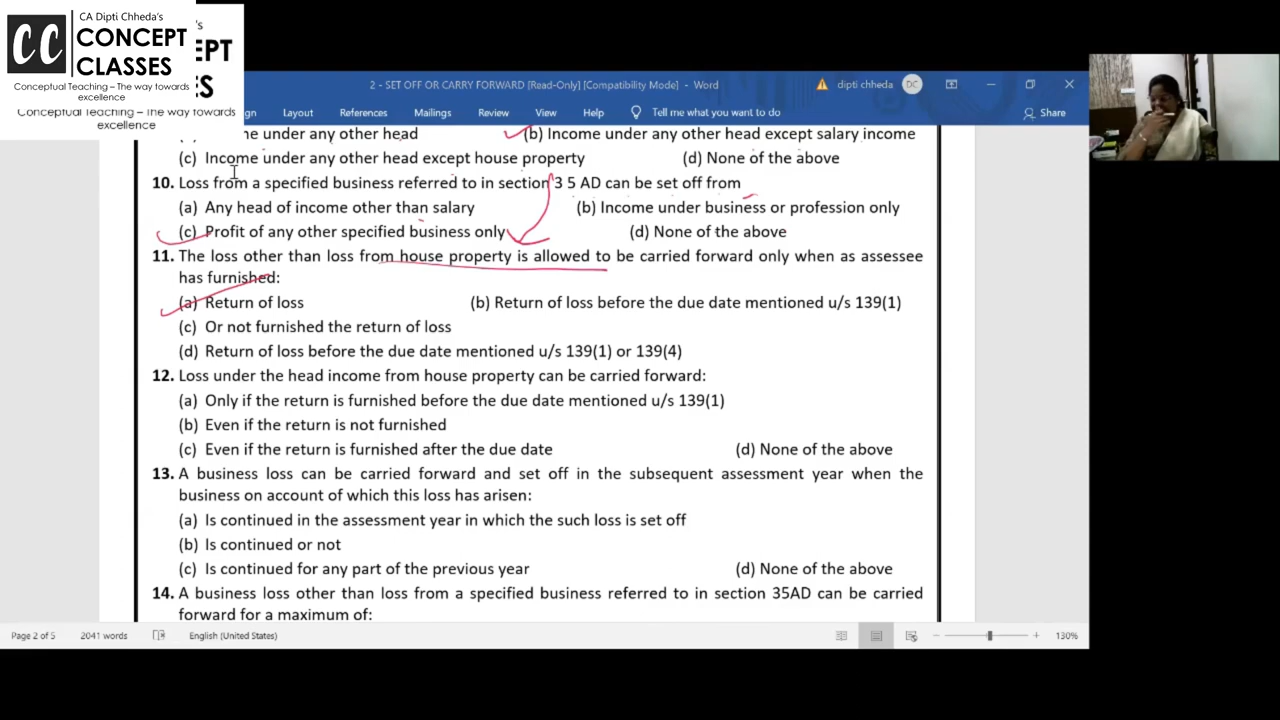 CA Dipti Chheda's
CC CONCEPT
CLASSES
Conceptual Teaching – The way towards
excellence
's
EPT
S
Conceptual Teaching – The way towards
excellence
2 - SET OFF OR CARRY FORWARD [Read-Only] [Compatibility Mode] - Word
dipti chheda
DC
gn References Mailings Review View Help Tell me what you want to do Share
ne under any other head (b) Income under any other head except salary income
(c) Income under any other head except house property (d) None of the above
10. Loss from a specified business referred to in section 3 5 AD can be set off from
(a) Any head of income other than salary (b) Income under business or profession only
(c) Profit of any other specified business only (d) None of the above
11. The loss other than loss from house property is allowed to be carried forward only when as assessee
has furnished:
(a) Return of loss (b) Return of loss before the due date mentioned u/s 139(1)
(c) Or not furnished the return of loss
(d) Return of loss before the due date mentioned u/s 139(1) or 139(4)
12. Loss under the head income from house property can be carried forward:
(a) Only if the return is furnished before the due date mentioned u/s 139(1)
(b) Even if the return is not furnished
(c) Even if the return is furnished after the due date (d) None of the above
13. A business loss can be carried forward and set off in the subsequent assessment year when the
business on account of which this loss has arisen:
(a) Is continued in the assessment year in which the such loss is set off
(b) Is continued or not
(c) Is continued for any part of the previous year (d) None of the above
14. A business loss other than loss from a specified business referred to in section 35AD can be carried
forward for a maximum of:
Page 2 of 5 2041 words English (United States) 130%